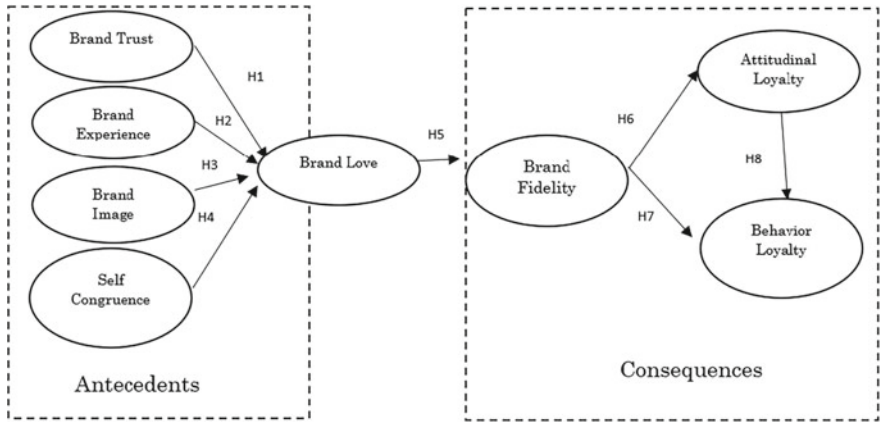 Brand Trust
H1
Brand
Experience
H2
Brand
Image
H3
H4
Self
Congruence
Antecedents
Brand Love
H5
Brand
Fidelity
H6
H7
Attitudinal
Loyalty
H8
Behavior
Loyalty
Consequences